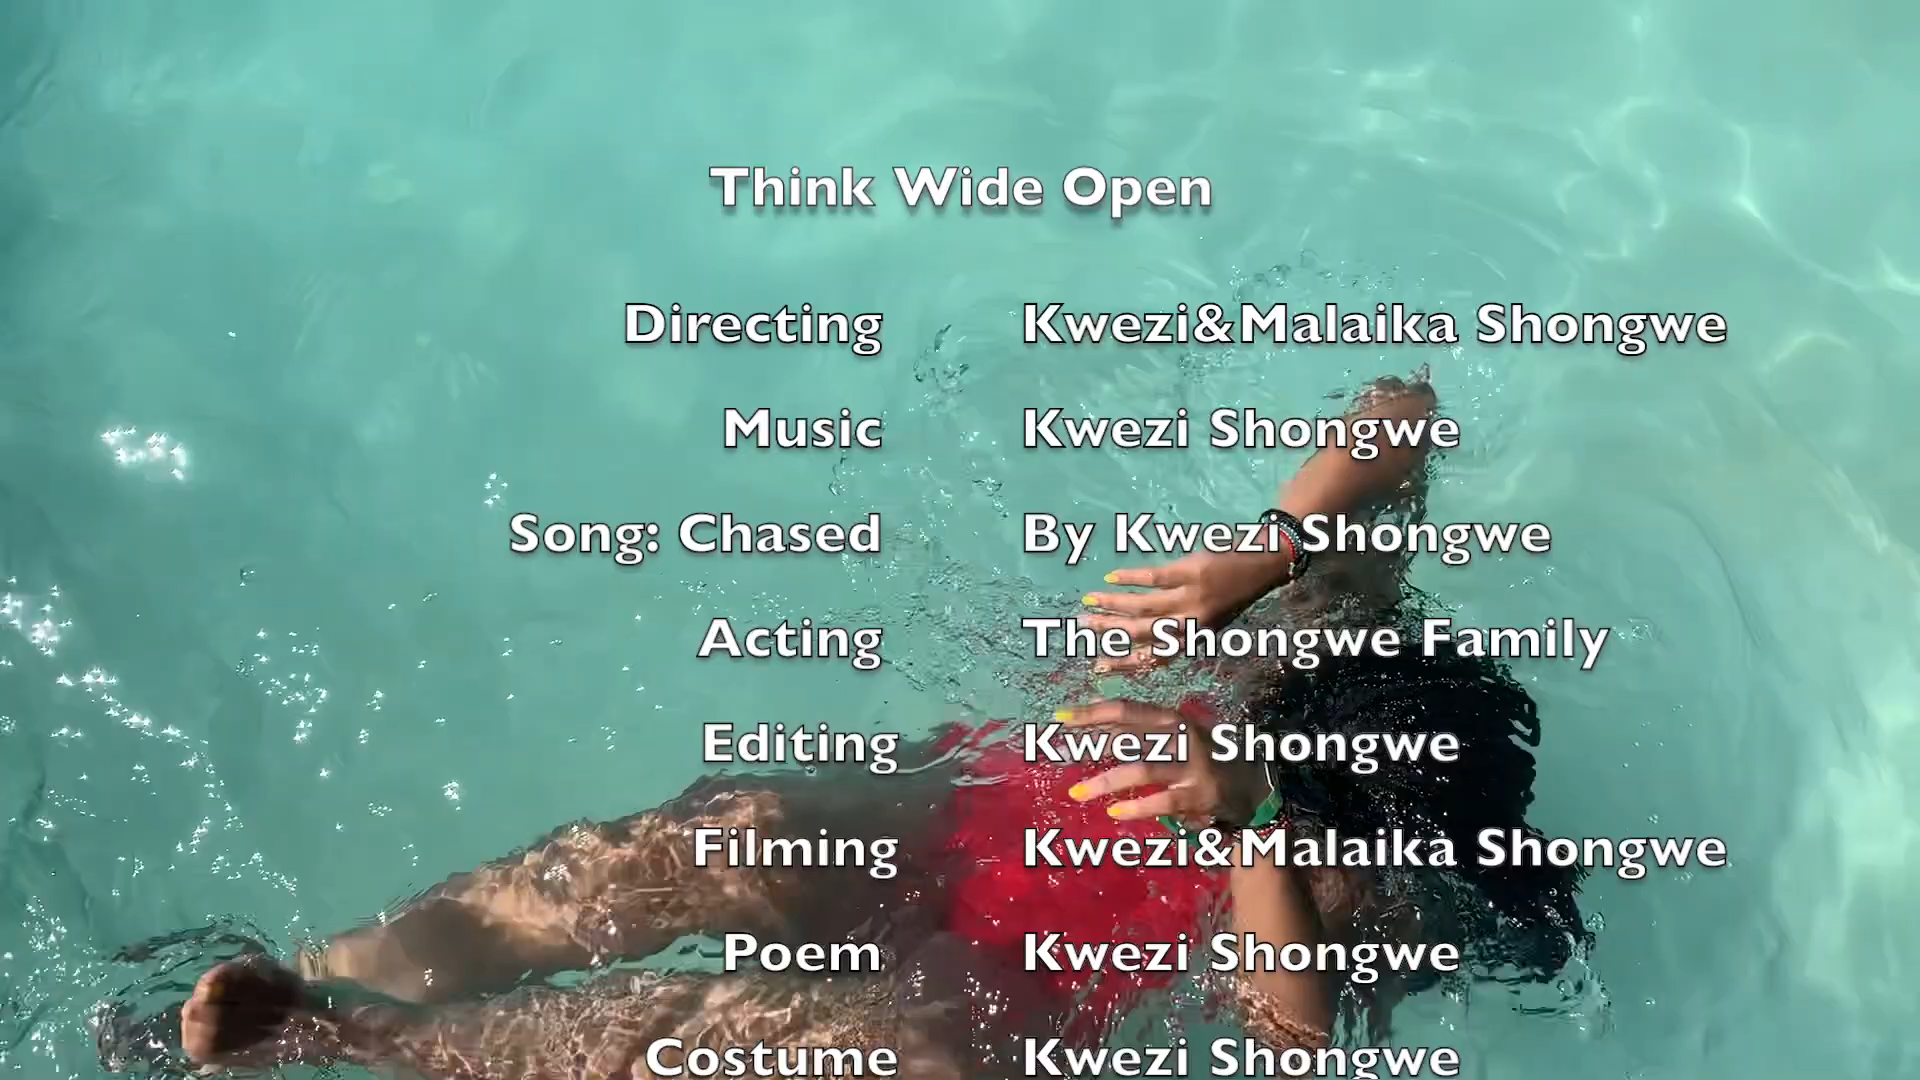 Think Wide Open
Directing Kwezi&Malaika Shongwe
Music Kwezi Shongwe
Song: Chased By Kwezi Shongwe
Acting The Shongwe Family
Editing Kwezi Shongwe
Filming Kwezi&Malaika Shongwe
Poem Kwezi Shongwe
Costume Kwezi Shongwe